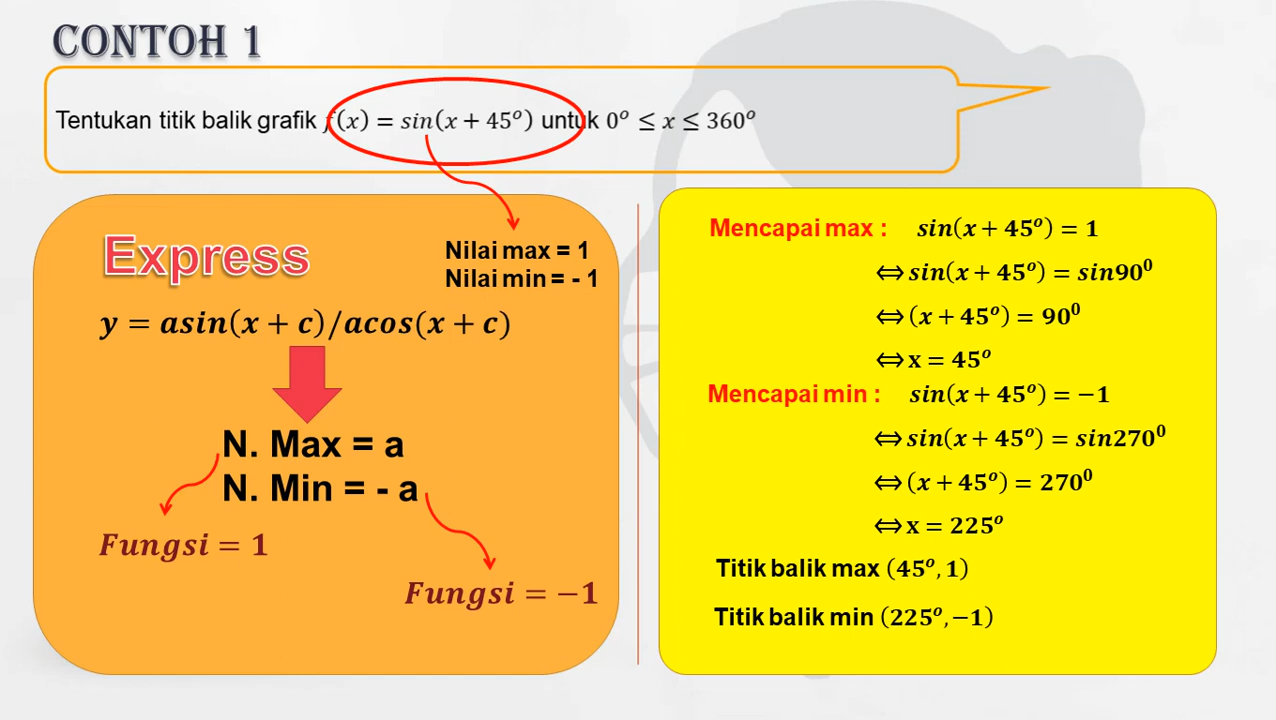 CONTOH 1
Tentukan titik balik grafik f(x) = sin(x + 45°) untuk 0° ≤ x ≤ 360°
Nilai max = 1
Nilai min = - 1
Express
y = asin(x + c)/acos(x + c)
N. Max = a
N. Min = - a
Fungsi = 1
Fungsi = −1
Mencapai max : sin(x + 45°) = 1
⇔ sin(x + 45°) = sin90⁰
⇔ (x + 45°) = 90⁰
⇔ x = 45°
Mencapai min : sin(x + 45°) = −1
⇔ sin(x + 45°) = sin270⁰
⇔ (x + 45°) = 270⁰
⇔ x = 225°
Titik balik max (45°, 1)
Titik balik min (225°, −1)